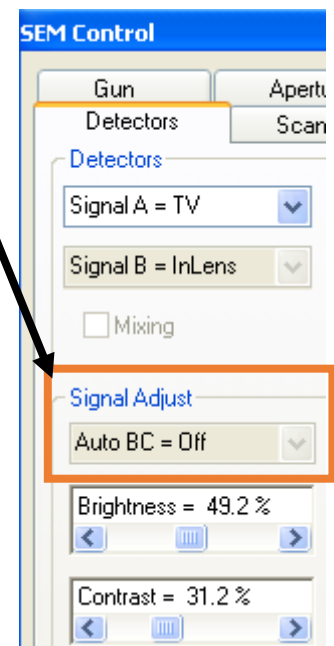 SEM Control
Gun
Apertu
Detectors
Scan
Detectors
Signal A = TV
Signal B = InLens
Mixing
Signal Adjust
Auto BC = Off
Brightness = 49.2 %
Contrast = 31.2 %